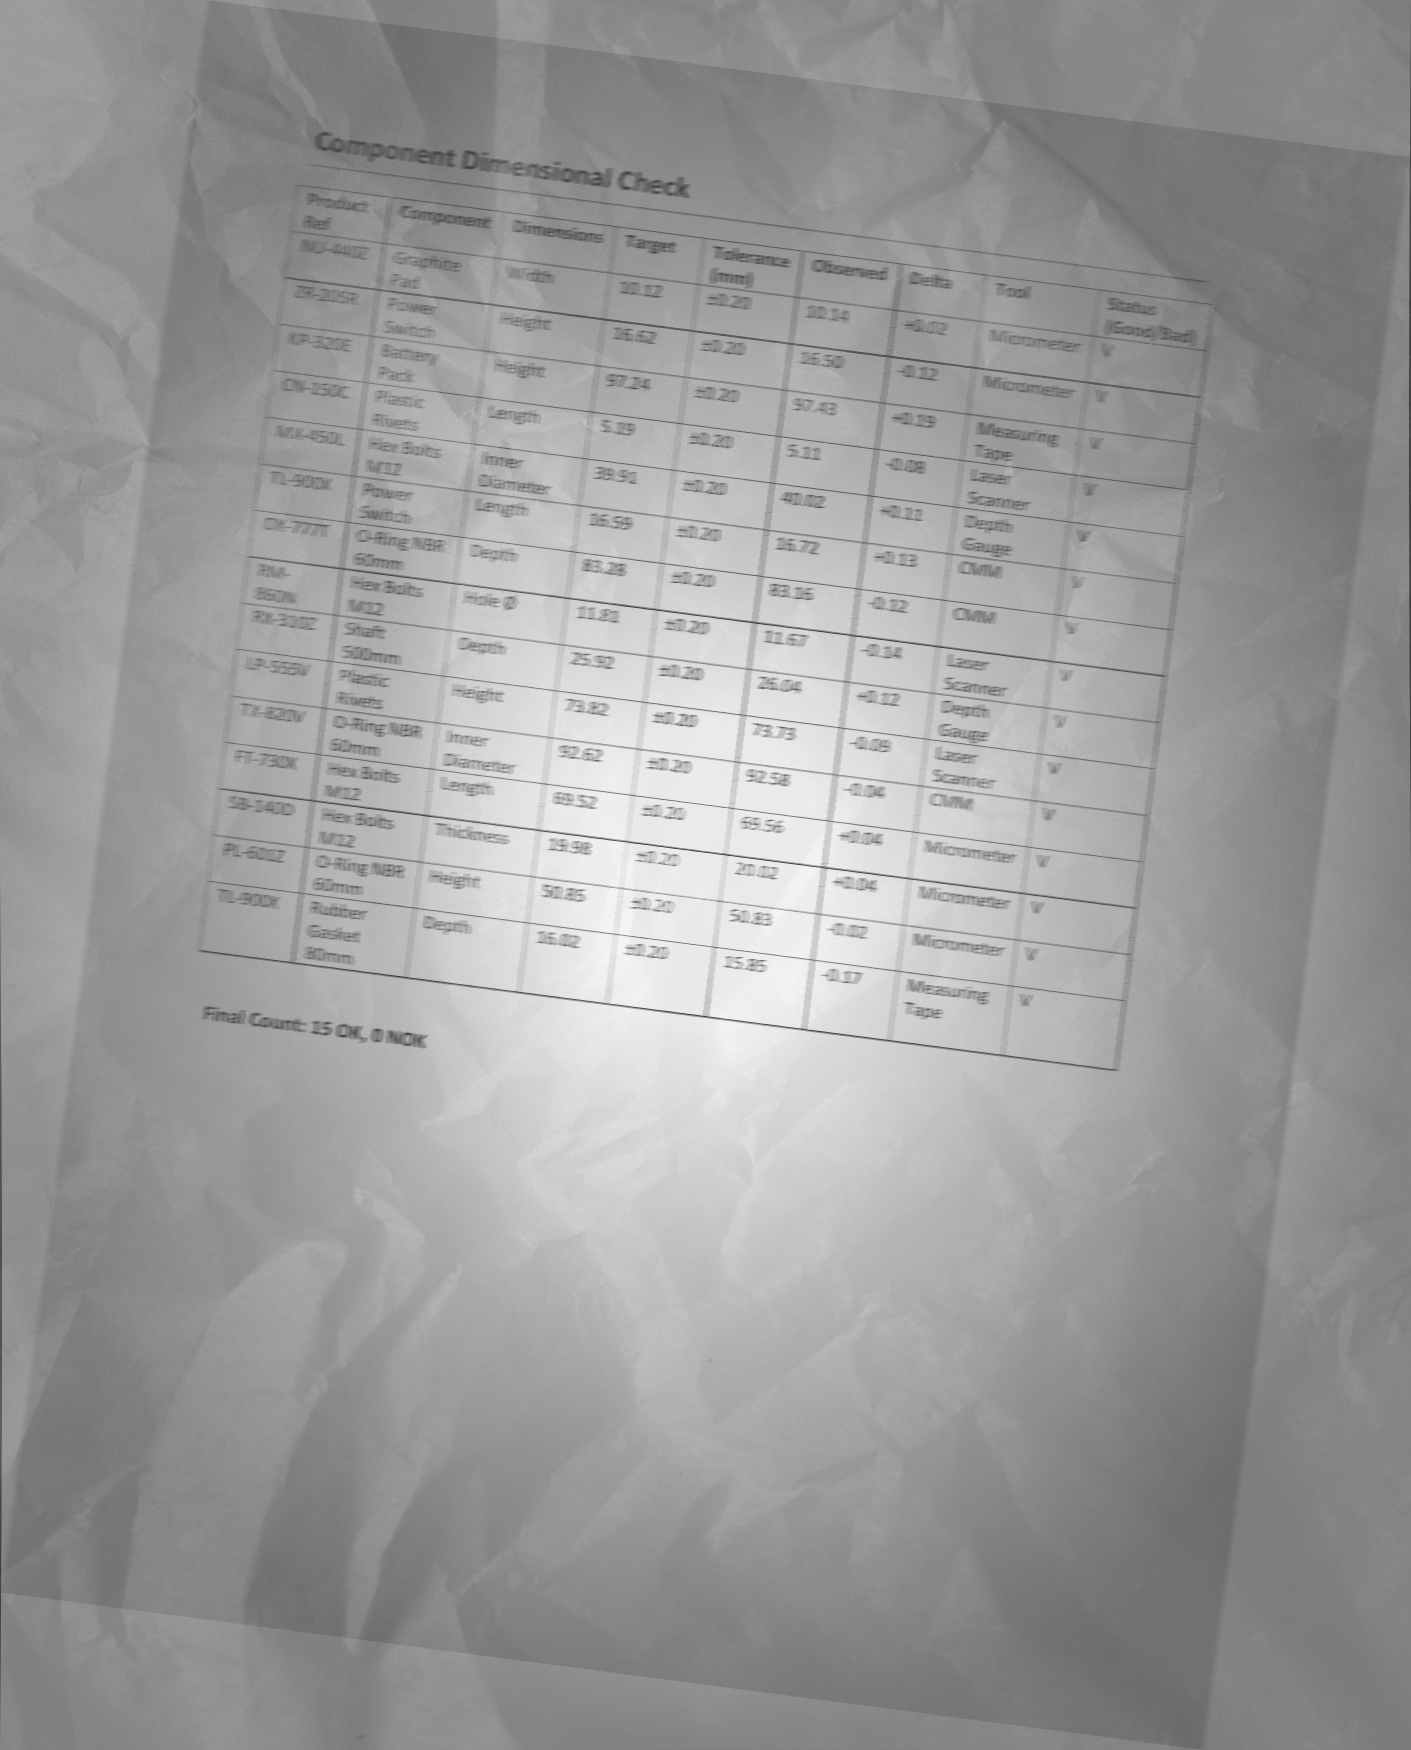 Component Dimensional Check
Product Ref Component Dimensions Target Tolerance (mm) Observed Delta Tool Status (Good/Bad)
Graphite Pad Width 10.12 ±0.20 10.14 +0.02 Micrometer V
ZR-205R Power Switch Height 16.62 ±0.20 16.50 -0.12 Micrometer V
KP-320E Battery Pack Height 97.24 ±0.20 97.43 +0.19 Measuring Tape V
CN-150C Plastic Rivets Length 5.19 ±0.20 5.11 -0.08 Laser Scanner V
MX-450L Hex Bolts M12 Inner Diameter 39.91 ±0.20 40.02 +0.11 Depth Gauge V
TL-900K Power Switch Length 16.59 ±0.20 16.72 +0.13 CMM V
O-Ring NBR 60mm Depth 83.28 ±0.20 83.16 -0.12 CMM V
Hex Bolts M12 Hole Ø 11.81 ±0.20 11.67 -0.14 Laser Scanner V
RX-310Z Shaft 500mm Depth 25.92 ±0.20 26.04 +0.12 Depth Gauge V
LP-555V Plastic Rivets Height 73.82 ±0.20 73.73 -0.09 Laser Scanner V
TX-820V O-Ring NBR 60mm Inner Diameter 92.62 ±0.20 92.58 -0.04 CMM V
FT-730K Hex Bolts M12 Length 69.52 ±0.20 69.56 +0.04 Micrometer V
SB-140D Hex Bolts M12 Thickness 19.98 ±0.20 20.02 +0.04 Micrometer V
PL-601Z O-Ring NBR 60mm Height 50.85 ±0.20 50.83 -0.02 Micrometer V
TL-900K Rubber Gasket 80mm Depth 16.02 ±0.20 15.85 -0.17 Measuring Tape V
Final Count: 15 OK, 0 NOK